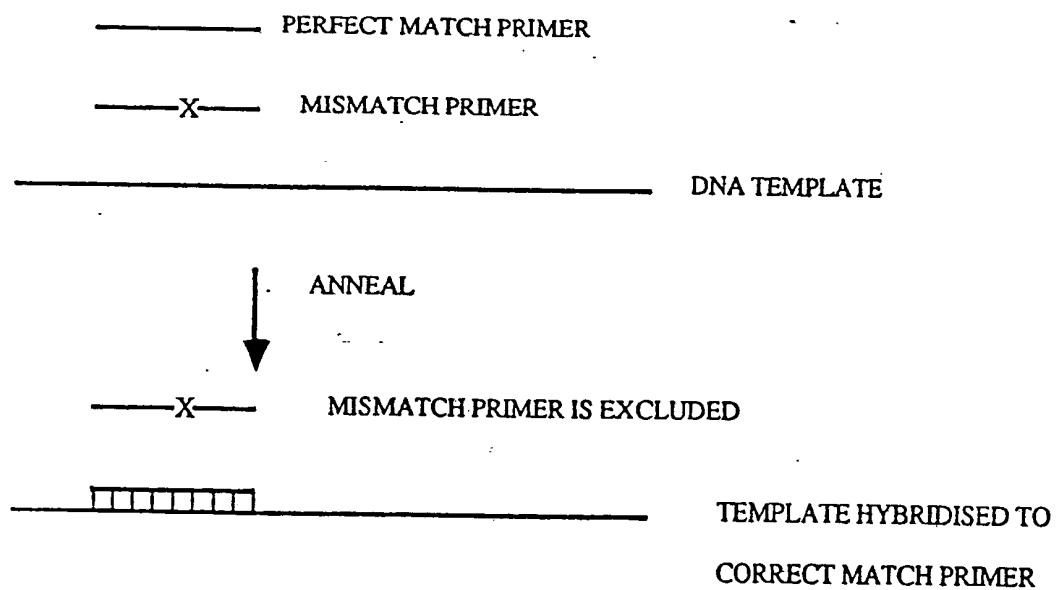 PERFECT MATCH PRIMER
X MISMATCH PRIMER
DNA TEMPLATE
ANNEAL
X MISMATCH PRIMER IS EXCLUDED
TEMPLATE HYBRIDISED TO
CORRECT MATCH PRIMER